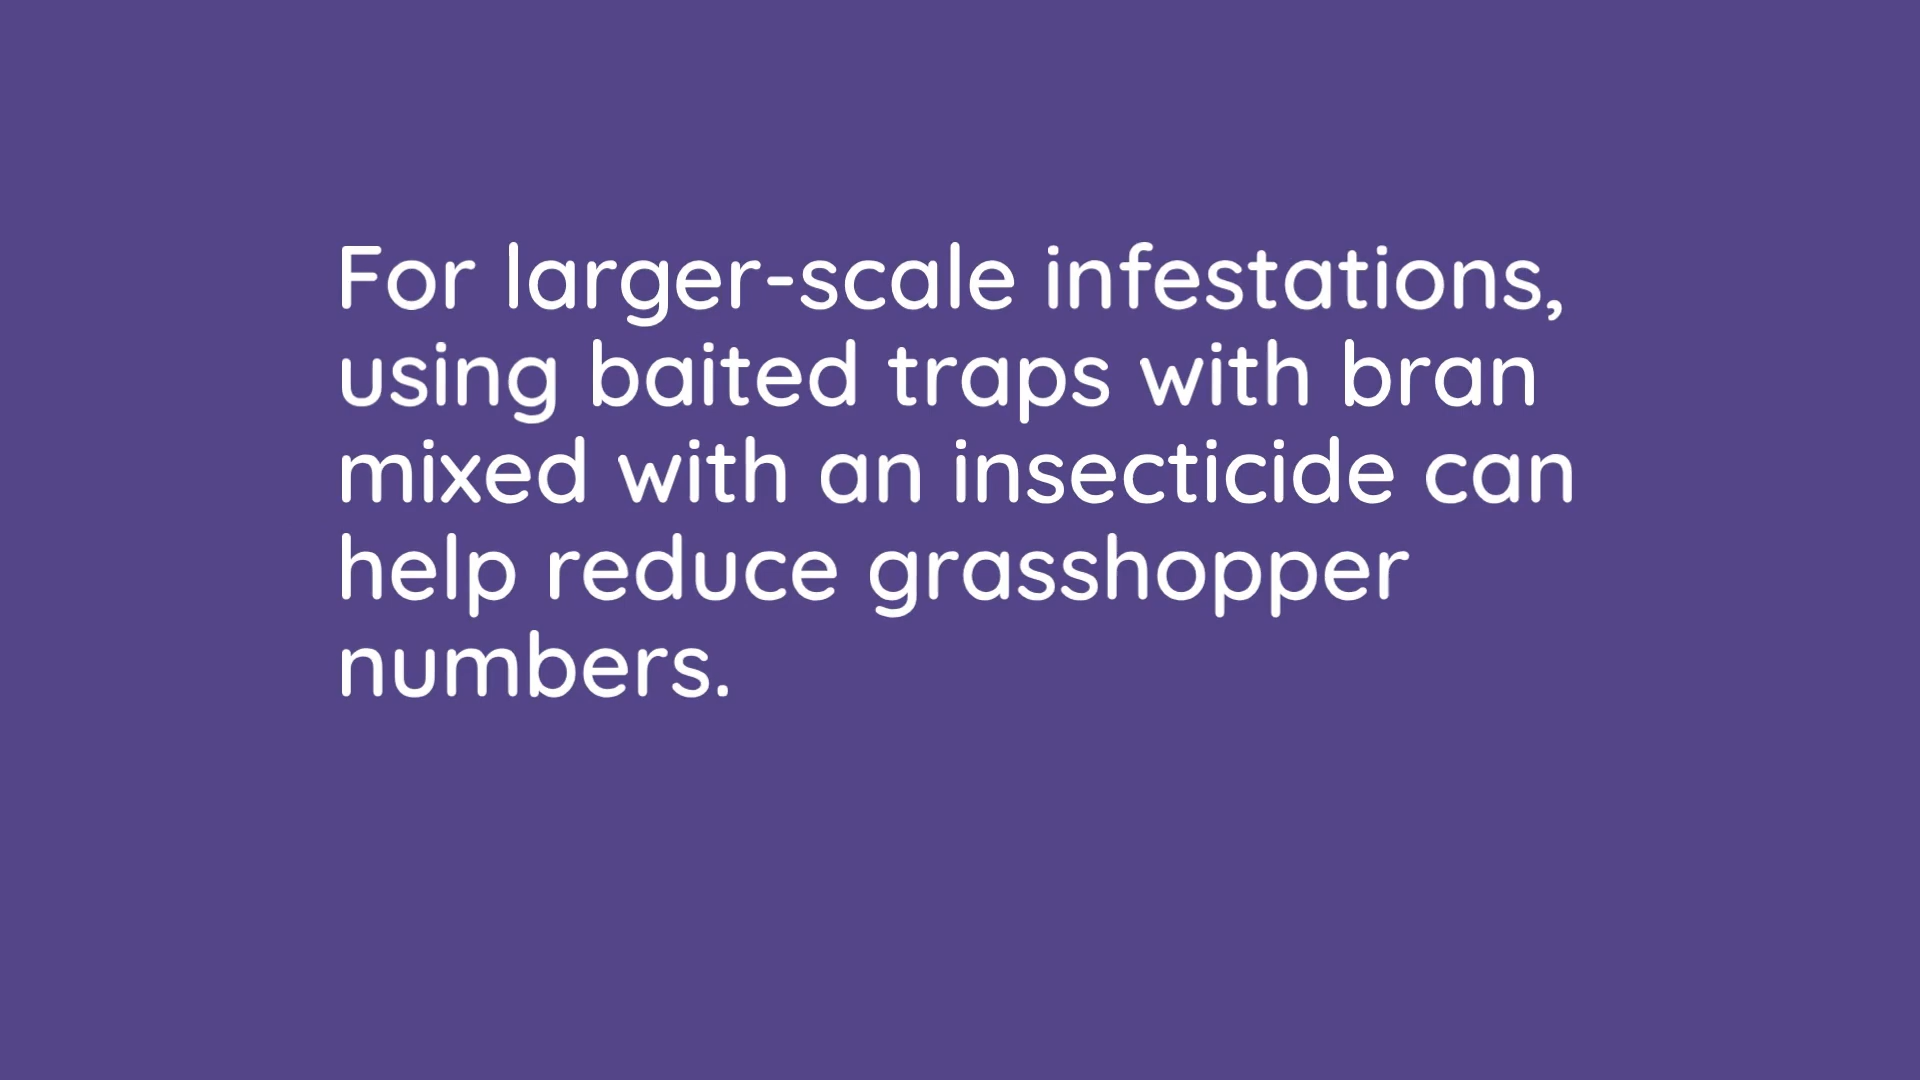 For larger-scale infestations,
using baited traps with bran
mixed with an insecticide can
help reduce grasshopper
numbers.